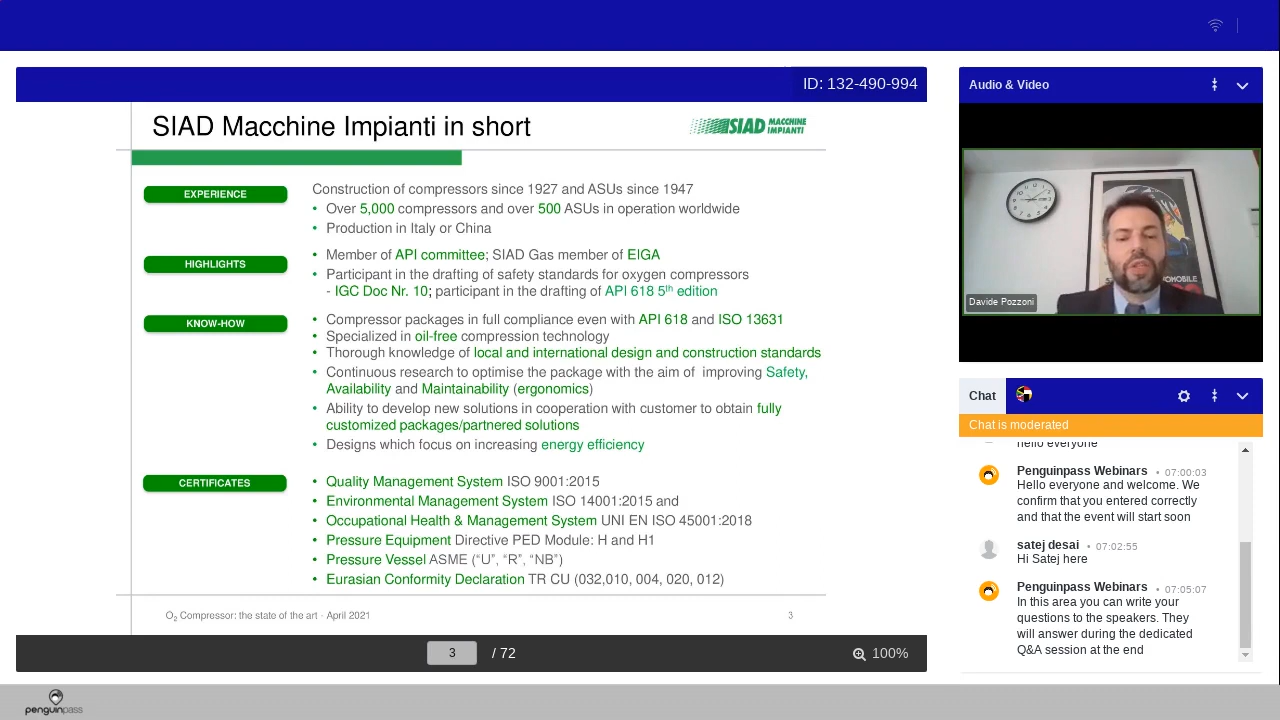 ID: 132-490-994
SIAD Macchine Impianti in short
SIAD MACCHINE IMPIANTI
EXPERIENCE
Construction of compressors since 1927 and ASUs since 1947
• Over 5,000 compressors and over 500 ASUs in operation worldwide
• Production in Italy or China
HIGHLIGHTS
• Member of API committee; SIAD Gas member of EIGA
• Participant in the drafting of safety standards for oxygen compressors
- IGC Doc Nr. 10; participant in the drafting of API 618 5th edition
KNOW-HOW
• Compressor packages in full compliance even with API 618 and ISO 13631
• Specialized in oil-free compression technology
• Thorough knowledge of local and international design and construction standards
• Continuous research to optimise the package with the aim of improving Safety,
Availability and Maintainability (ergonomics)
• Ability to develop new solutions in cooperation with customer to obtain fully
customized packages/partnered solutions
• Designs which focus on increasing energy efficiency
CERTIFICATES
• Quality Management System ISO 9001:2015
• Environmental Management System ISO 14001:2015 and
• Occupational Health & Management System UNI EN ISO 45001:2018
• Pressure Equipment Directive PED Module: H and H1
• Pressure Vessel ASME (“U”, “R”, “NB”)
• Eurasian Conformity Declaration TR CU (032,010, 004, 020, 012)
O2 Compressor: the state of the art - April 2021
3
3 / 72
100%
Audio & Video
Davide Pozzoni
Chat
Chat is moderated
hello everyone
Penguinpass Webinars • 07:00:03
Hello everyone and welcome. We
confirm that you entered correctly
and that the event will start soon
satej desai • 07:02:55
Hi Satej here
Penguinpass Webinars • 07:05:07
In this area you can write your
questions to the speakers. They
will answer during the dedicated
Q&A session at the end
penguinpass